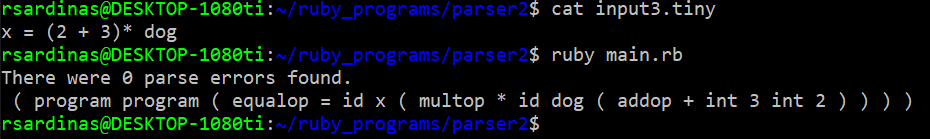 rsardinas@DESKTOP-1080ti:~/ruby_programs/parser2$ cat input3.tiny
x = (2 + 3)* dog
rsardinas@DESKTOP-1080ti:~/ruby_programs/parser2$ ruby main.rb
There were 0 parse errors found.
 ( program program ( equalop = id x ( multop * id dog ( addop + int 3 int 2 ) ) ) )
rsardinas@DESKTOP-1080ti:~/ruby_programs/parser2$